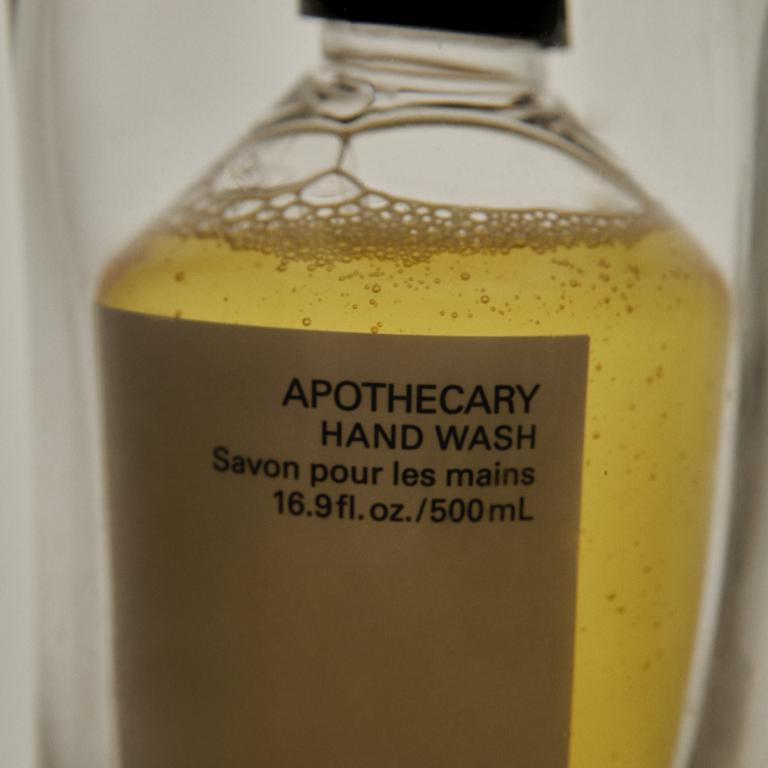 APOTHECARY
HAND WASH
Savon pour les mains
16.9fl.oz./500mL